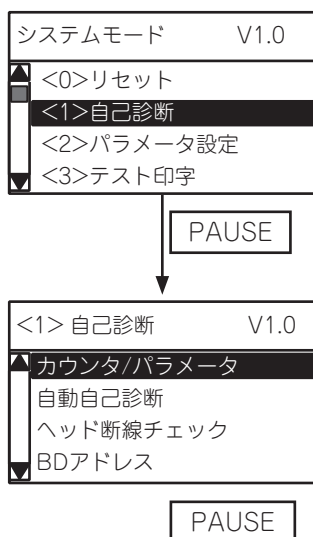 システムモード V1.0
<0>リセット
<1>自己診断
<2>パラメータ設定
<3>テスト印字
PAUSE
<1> 自己診断 V1.0
カウンタ/パラメータ
自動自己診断
ヘッド断線チェック
BDアドレス
PAUSE